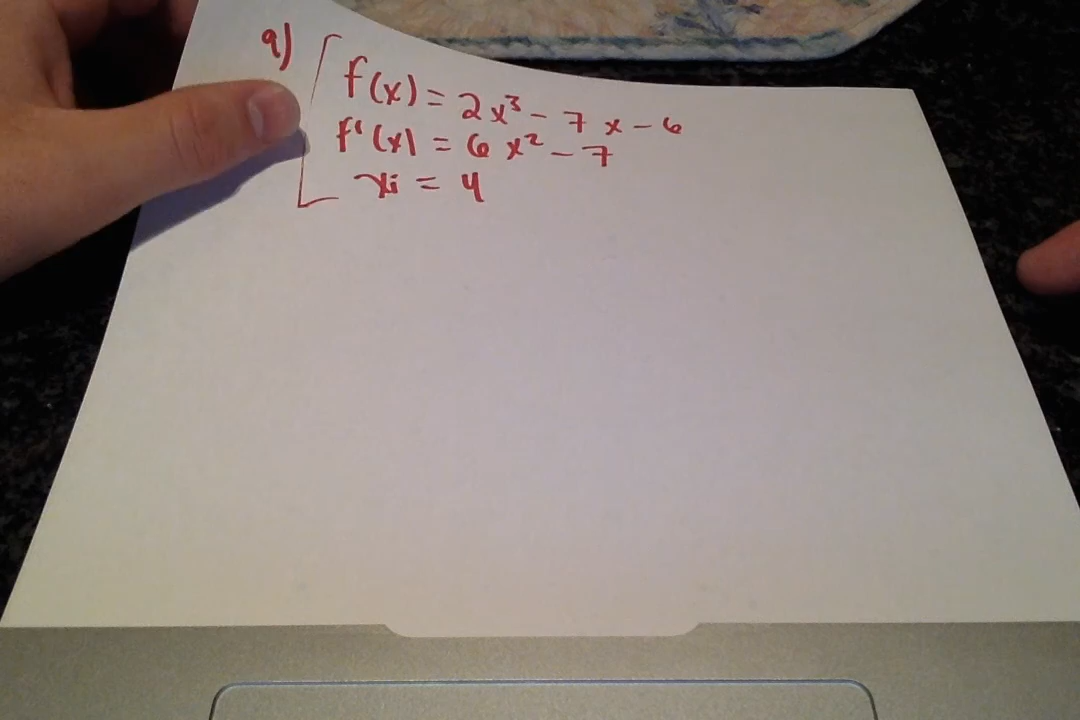 9) f(x) = 2x³ - 7x - 6
f'(x) = 6x² - 7
xi = 4